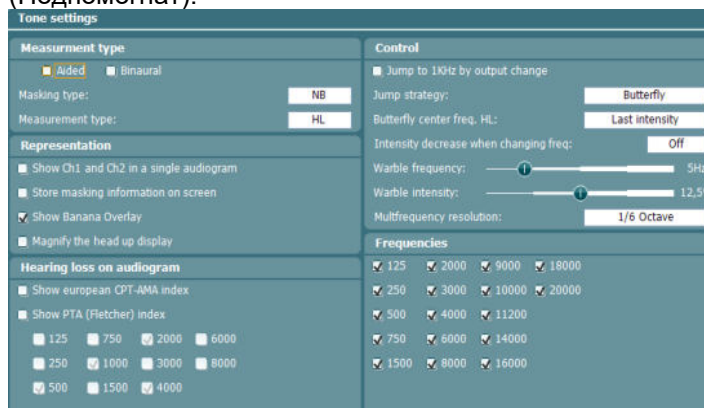 (Подпомогнат).
Tone settings
Measurment type
Aided Binaural
Masking type: NB
Measurement type: HL
Representation
Show Ch1 and Ch2 in a single audiogram
Store masking information on screen
Show Banana Overlay
Magnify the head up display
Hearing loss on audiogram
Show european CPT-AMA index
Show PTA (Fletcher) index
125 750 2000 6000
250 1000 3000 8000
500 1500 4000
Control
Jump to 1KHz by output change
Jump strategy: Butterfly
Butterfly center freq. HL: Last intensity
Intensity decrease when changing freq: Off
Warble frequency: 5Hz
Warble intensity: 12,5
Multfrequency resolution: 1/6 Octave
Frequencies
125 2000 9000 18000
250 3000 10000 20000
500 4000 11200
750 6000 14000
1500 8000 16000